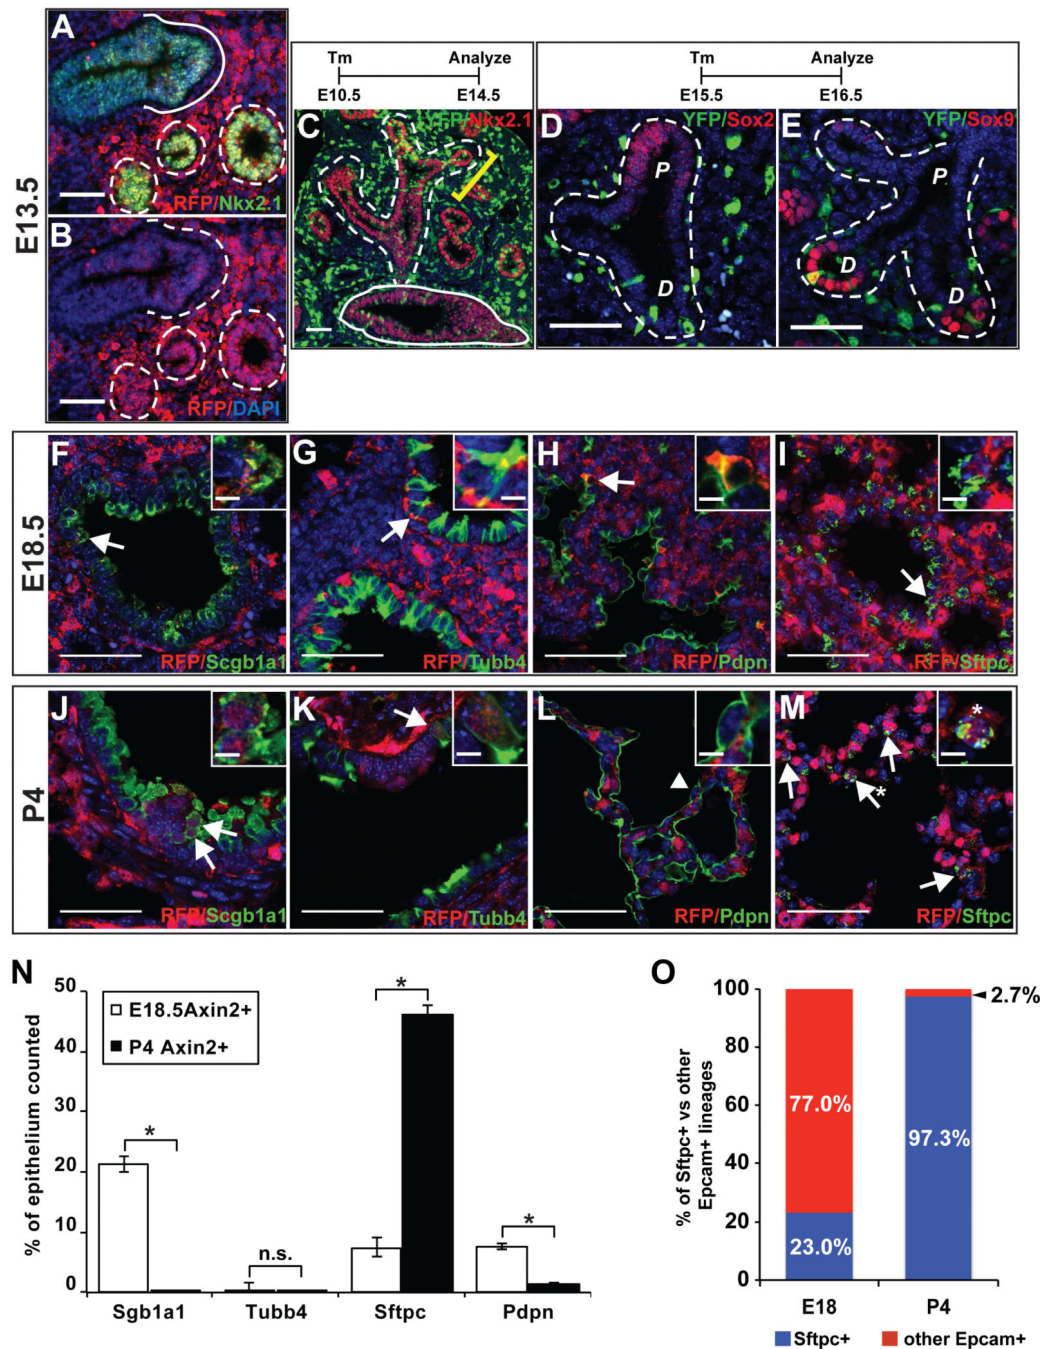 E13.5
A
RFP/Nkx2.1
B
RFP/DAPI
Tm Analyze
E10.5 E14.5
C
YFP/Nkx2.1
Tm Analyze
E15.5 E16.5
D
YFP/Sox2
P
D
E
YFP/Sox9
P
D
D
E18.5
F
RFP/Scgb1a1
G
RFP/Tubb4
H
RFP/Pdpn
I
RFP/Sftpc
P4
J
RFP/Scgb1a1
K
RFP/Tubb4
L
RFP/Pdpn
M
*
*
RFP/Sftpc
N
% of epithelium counted
50
40
30
20
10
0
E18.5Axin2+
P4 Axin2+
*
n.s.
*
*
Sgb1a1
Tubb4
Sftpc
Pdpn
O
% of Sftpc+ vs other
Epcam+ lineages
100
80
60
40
20
0
77.0%
23.0%
97.3%
2.7%
E18
P4
Sftpc+
other Epcam+